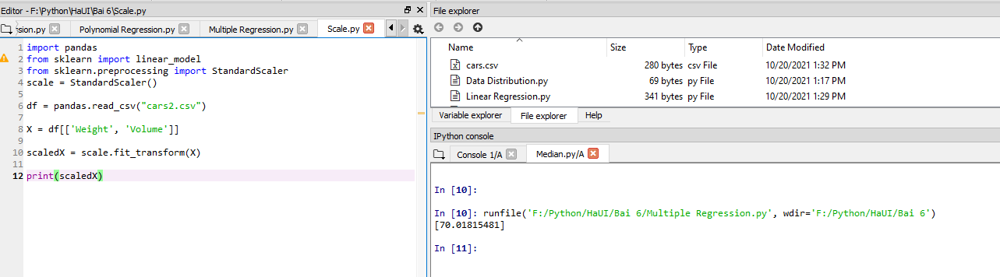 Editor - F:\Python\HaUI\Bai 6\Scale.py
sion.py
Polynomial Regression.py
Multiple Regression.py
Scale.py
1 import pandas
2 from sklearn import linear_model
3 from sklearn.preprocessing import StandardScaler
4 scale = StandardScaler()
5
6 df = pandas.read_csv("cars2.csv")
7
8 X = df[['Weight', 'Volume']]
9
10 scaledX = scale.fit_transform(X)
11
12 print(scaledX)
File explorer
Name Size Type Date Modified
cars.csv 280 bytes csv File 10/20/2021 1:32 PM
Data Distribution.py 69 bytes py File 10/20/2021 1:17 PM
Linear Regression.py 341 bytes py File 10/20/2021 1:29 PM
Variable explorer File explorer Help
IPython console
Console 1/A Median.py/A
In [10]:
In [10]: runfile('F:/Python/HaUI/Bai 6/Multiple Regression.py', wdir='F:/Python/HaUI/Bai 6')
[70.01815481]
In [11]: